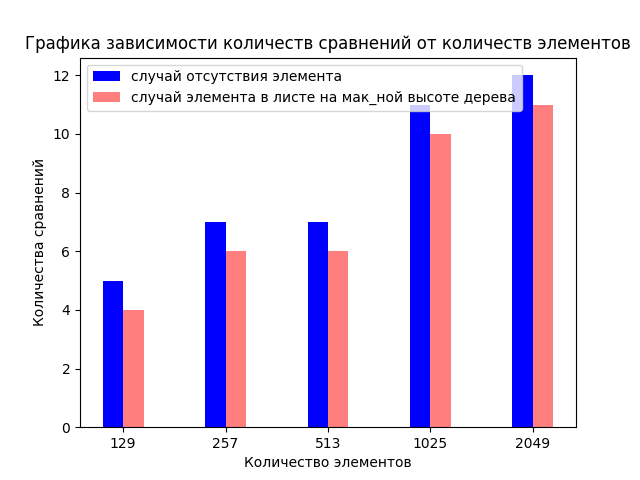 Графика зависимости количеств сравнений от количеств элементов
случай отсутствия элемента
случай элемента в листе на мак_ной высоте дерева
Количества сравнений
12
10
8
6
4
2
0
129 257 513 1025 2049
Количество элементов